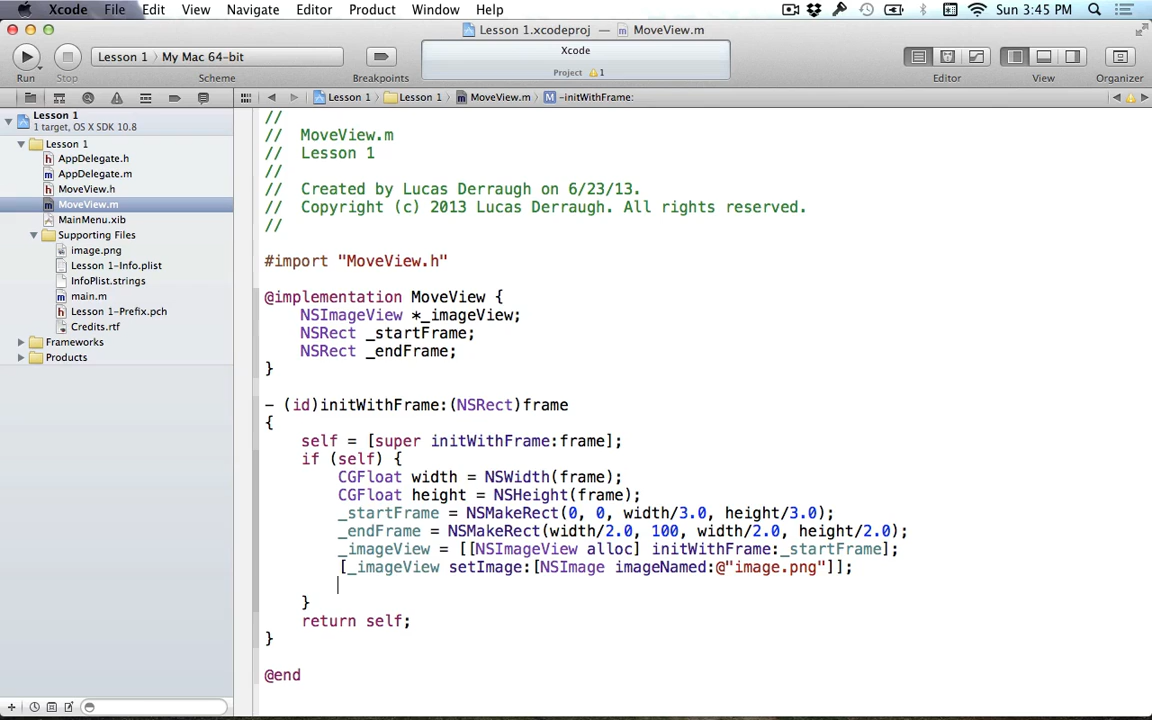 Xcode File Edit View Navigate Editor Product Window Help Sun 3:45 PM
Lesson 1.xcodeproj — MoveView.m
Lesson 1 My Mac 64-bit
Xcode
Project 1
Run Stop Scheme Breakpoints Editor View Organizer
Lesson 1 Lesson 1 MoveView.m M -initWithFrame:
Lesson 1
1 target, OS X SDK 10.8
Lesson 1
h AppDelegate.h
m AppDelegate.m
h MoveView.h
m MoveView.m
MainMenu.xib
Supporting Files
image.png
Lesson 1-Info.plist
InfoPlist.strings
m main.m
h Lesson 1-Prefix.pch
Credits.rtf
Frameworks
Products
//
// MoveView.m
// Lesson 1
//
// Created by Lucas Derraugh on 6/23/13.
// Copyright (c) 2013 Lucas Derraugh. All rights reserved.
//
#import "MoveView.h"
@implementation MoveView {
NSImageView *_imageView;
NSRect _startFrame;
NSRect _endFrame;
}
- (id)initWithFrame:(NSRect)frame
{
self = [super initWithFrame:frame];
if (self) {
CGFloat width = NSWidth(frame);
CGFloat height = NSHeight(frame);
_startFrame = NSMakeRect(0, 0, width/3.0, height/3.0);
_endFrame = NSMakeRect(width/2.0, 100, width/2.0, height/2.0);
_imageView = [[NSImageView alloc] initWithFrame:_startFrame];
[_imageView setImage:[NSImage imageNamed:@"image.png"]];
}
return self;
}
@end